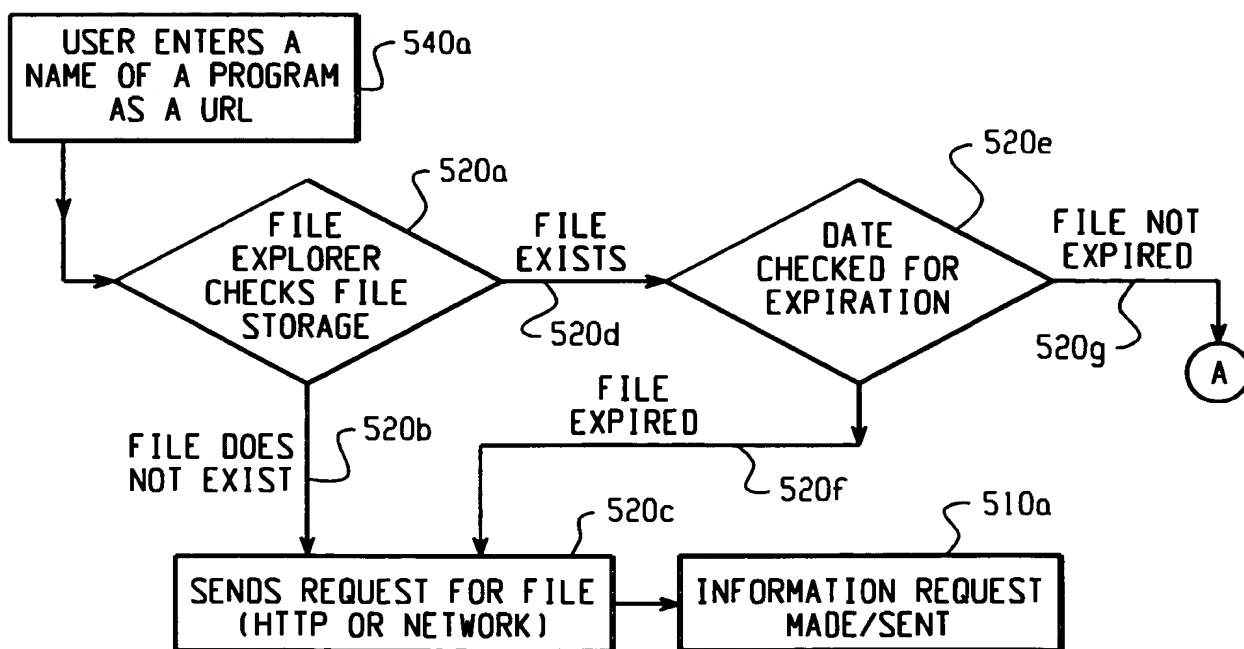 USER ENTERS A
NAME OF A PROGRAM
AS A URL
540a
520a
FILE
EXPLORER
CHECKS FILE
STORAGE
FILE
EXISTS
520d
520e
DATE
CHECKED FOR
EXPIRATION
FILE NOT
EXPIRED
520g
A
FILE DOES
NOT EXIST
520b
FILE
EXPIRED
520f
520c
SENDS REQUEST FOR FILE
(HTTP OR NETWORK)
510a
INFORMATION REQUEST
MADE/SENT